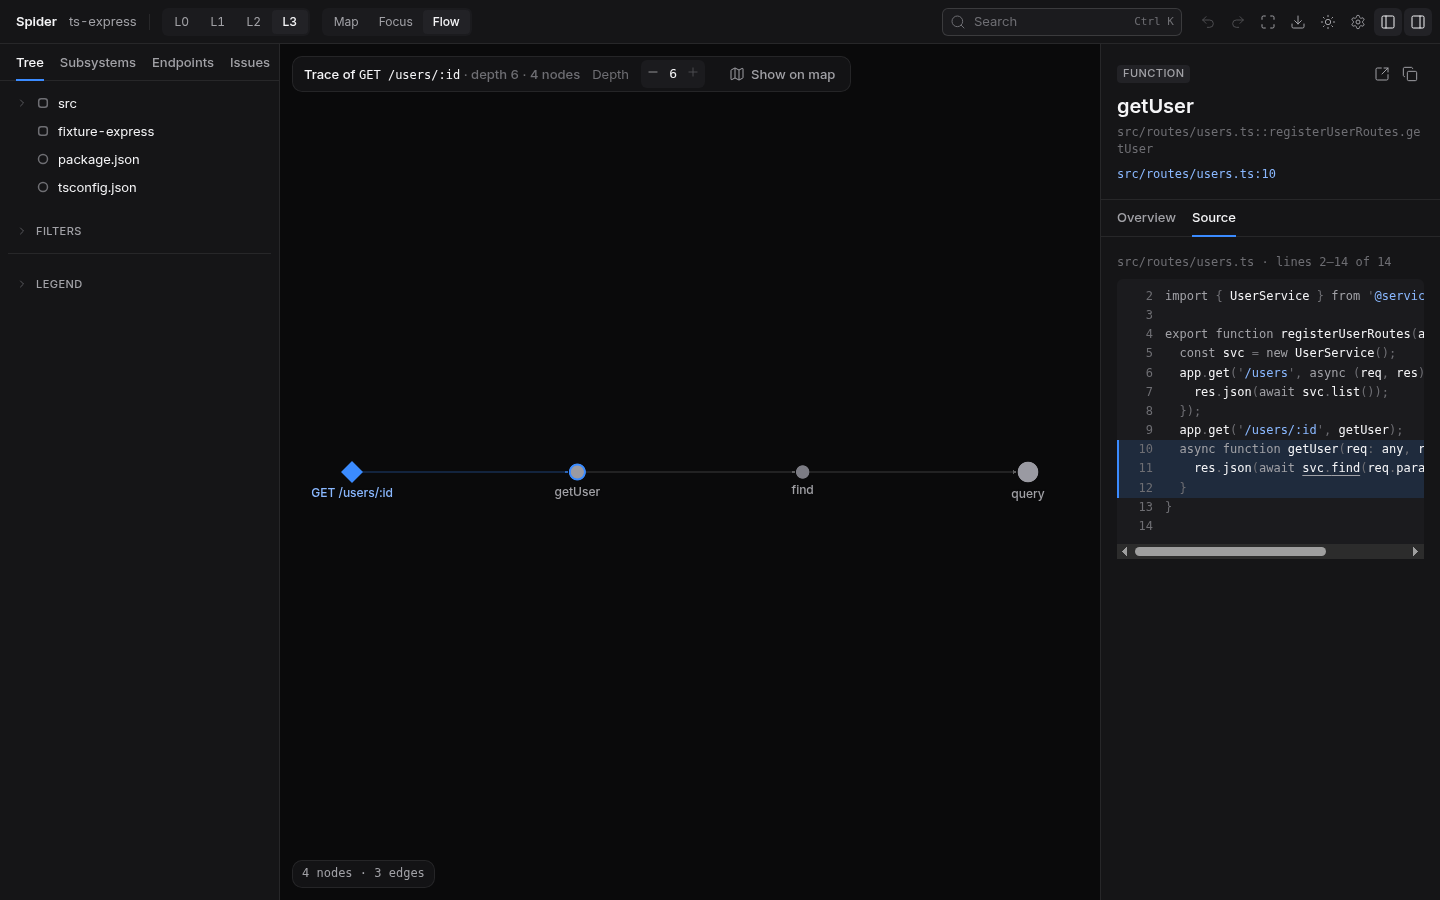 Spider ts-express L0 L1 L2 L3 Map Focus Flow Search Ctrl K
Tree Subsystems Endpoints Issues
src
fixture-express
package.json
tsconfig.json
FILTERS
LEGEND
Trace of GET /users/:id · depth 6 · 4 nodes Depth − 6 + Show on map
GET /users/:id
getUser
find
query
4 nodes · 3 edges
FUNCTION
getUser
src/routes/users.ts::registerUserRoutes.ge
tUser
src/routes/users.ts:10
Overview Source
src/routes/users.ts · lines 2–14 of 14
2 import { UserService } from '@servic
3
4 export function registerUserRoutes(a
5 const svc = new UserService();
6 app.get('/users', async (req, res)
7 res.json(await svc.list());
8 });
9 app.get('/users/:id', getUser);
10 async function getUser(req: any, r
11 res.json(await svc.find(req.para
12 }
13 }
14